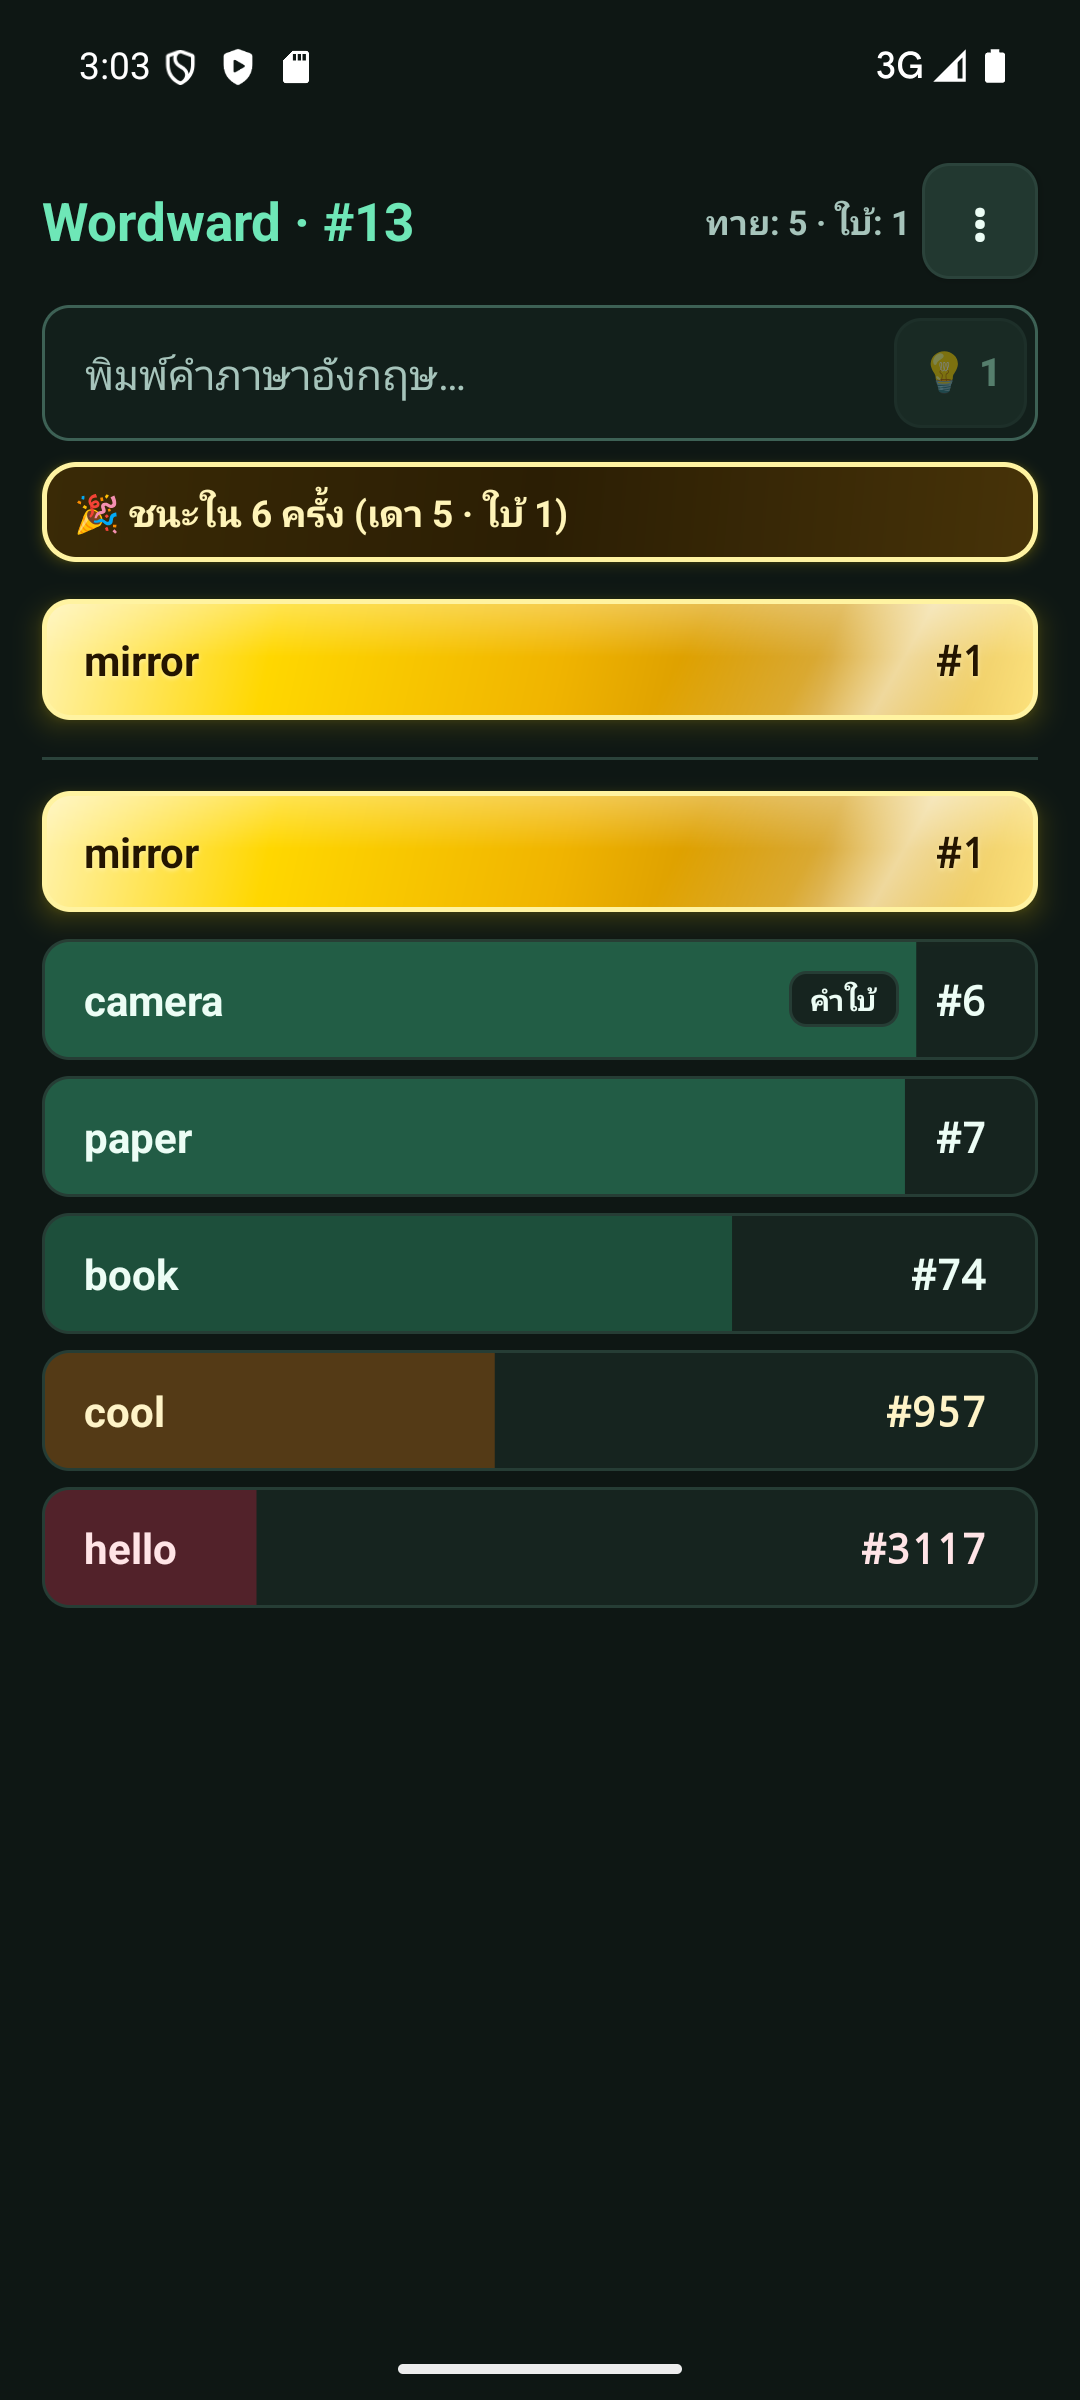 3:03
3G
Wordward · #13
ทาย: 5 · ใบ้: 1
พิมพ์คำภาษาอังกฤษ...
💡 1
🎉 ชนะใน 6 ครั้ง (เดา 5 · ใบ้ 1)
mirror #1
mirror #1
camera คำใบ้ #6
paper #7
book #74
cool #957
hello #3117